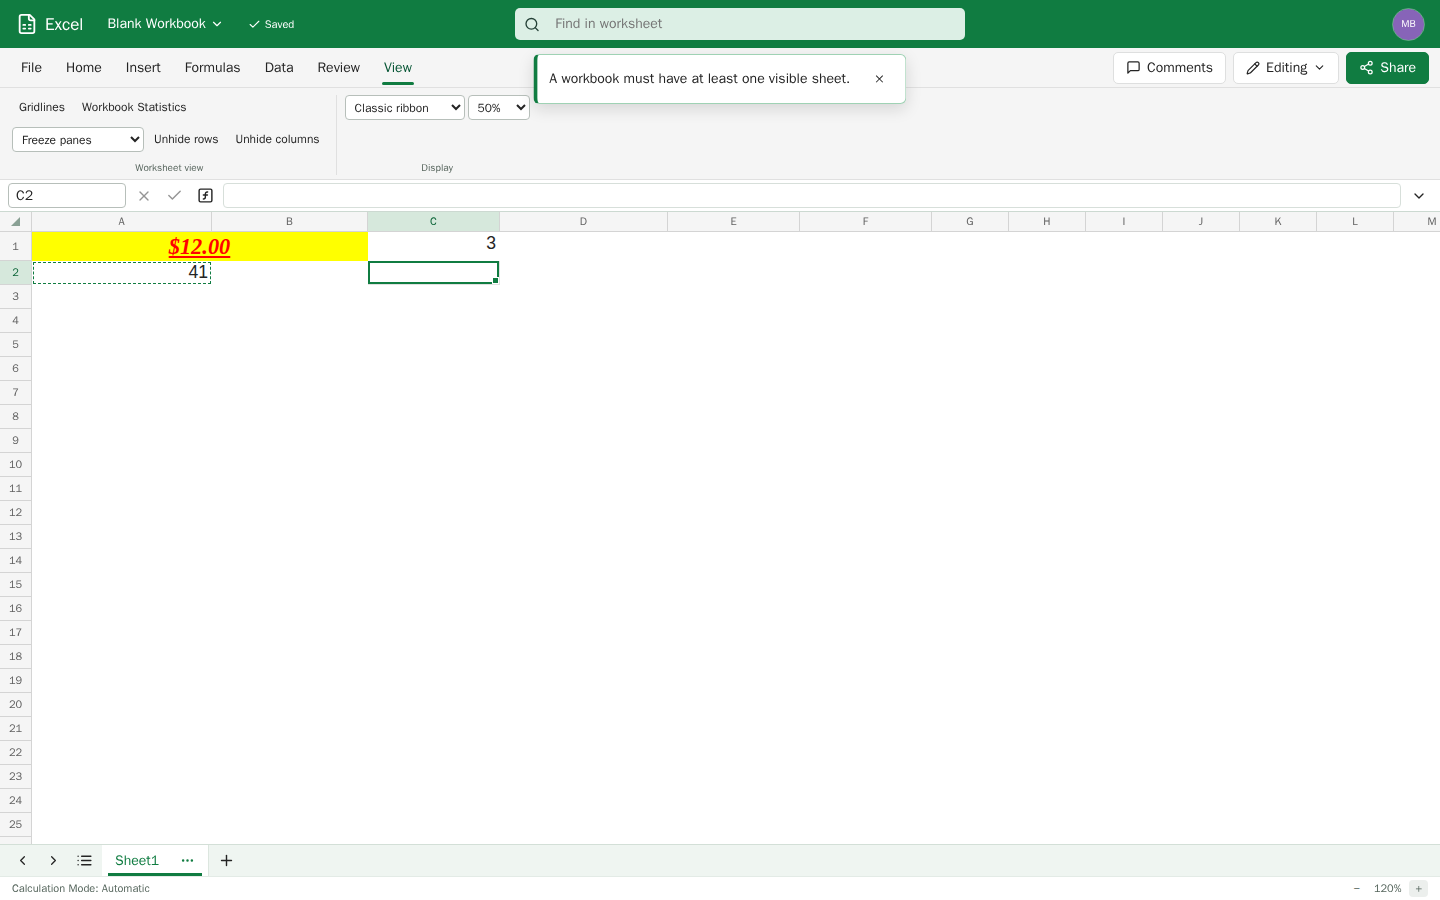 Excel
Blank Workbook
Saved
Find in worksheet
MB
File
Home
Insert
Formulas
Data
Review
View
A workbook must have at least one visible sheet.
Comments
Editing
Share
Gridlines
Workbook Statistics
Classic ribbon
50%
Freeze panes
Unhide rows
Unhide columns
Worksheet view
Display
C2
A B C D E F G H I J K L M
1 $12.00 3
2 41
3
4
5
6
7
8
9
10
11
12
13
14
15
16
17
18
19
20
21
22
23
24
25
Sheet1
Calculation Mode: Automatic
120%